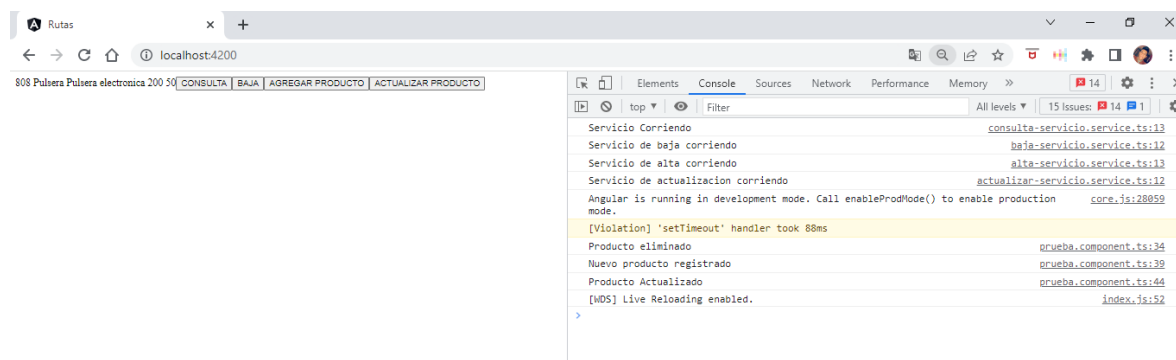 Rutas
localhost:4200
808 Pulsera Pulsera electronica 200 50 CONSULTA BAJA AGREGAR PRODUCTO ACTUALIZAR PRODUCTO
Elements Console Sources Network Performance Memory » 14
top ▼ Filter All levels ▼ 15 Issues: 14 1
Servicio Corriendo consulta-servicio.service.ts:13
Servicio de baja corriendo baja-servicio.service.ts:12
Servicio de alta corriendo alta-servicio.service.ts:13
Servicio de actualizacion corriendo actualizar-servicio.service.ts:12
Angular is running in development mode. Call enableProdMode() to enable production core.js:28059
mode.
[Violation] 'setTimeout' handler took 88ms
Producto eliminado prueba.component.ts:34
Nuevo producto registrado prueba.component.ts:39
Producto Actualizado prueba.component.ts:44
[WDS] Live Reloading enabled. index.js:52